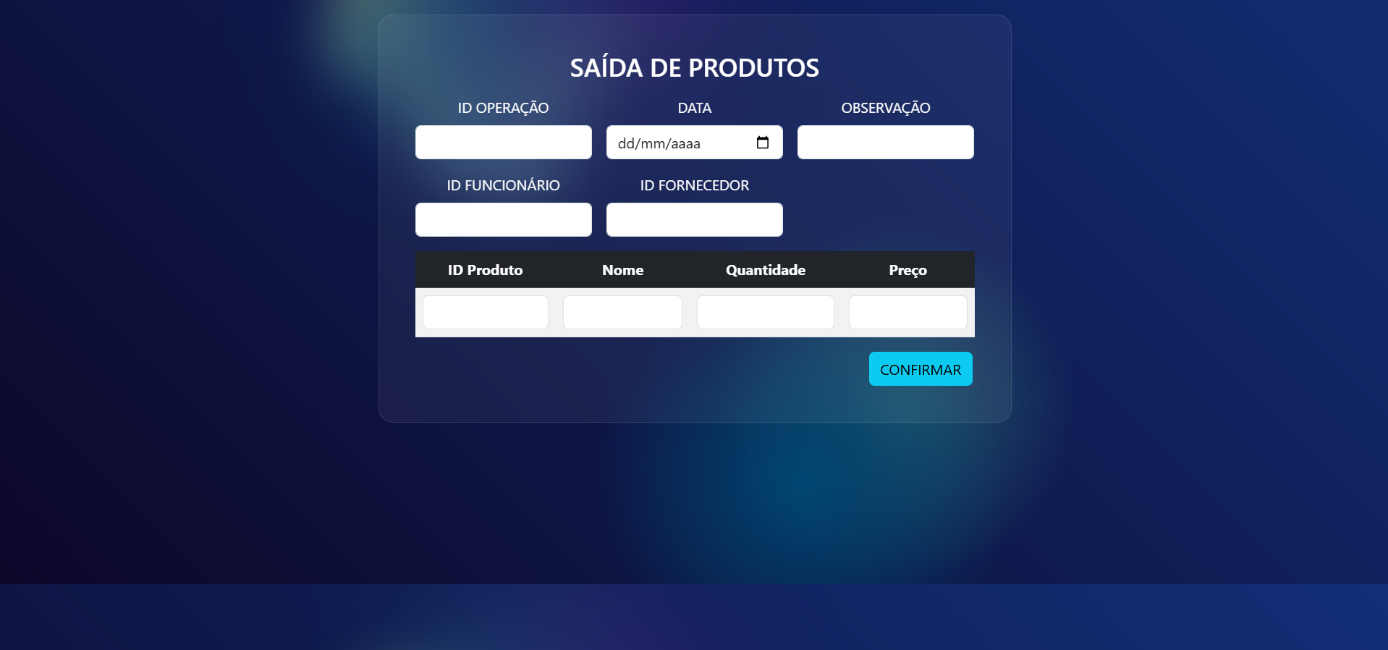 SAÍDA DE PRODUTOS
ID OPERAÇÃO DATA OBSERVAÇÃO
dd/mm/aaaa
ID FUNCIONÁRIO ID FORNECEDOR
ID Produto Nome Quantidade Preço
CONFIRMAR